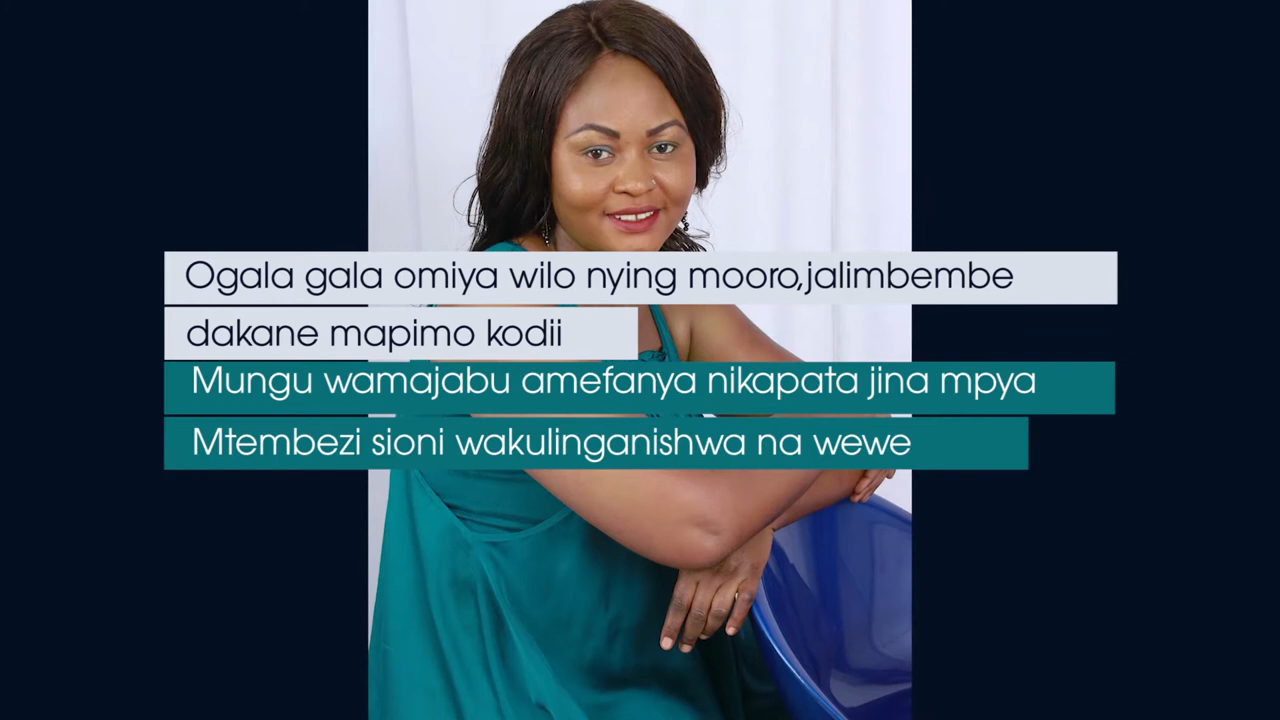 Ogala gala omiya wilo nying mooro,jalimbembe
dakane mapimo kodii
Mungu wamajabu amefanya nikapata jina mpya
Mtembezi sioni wakulinganishwa na wewe